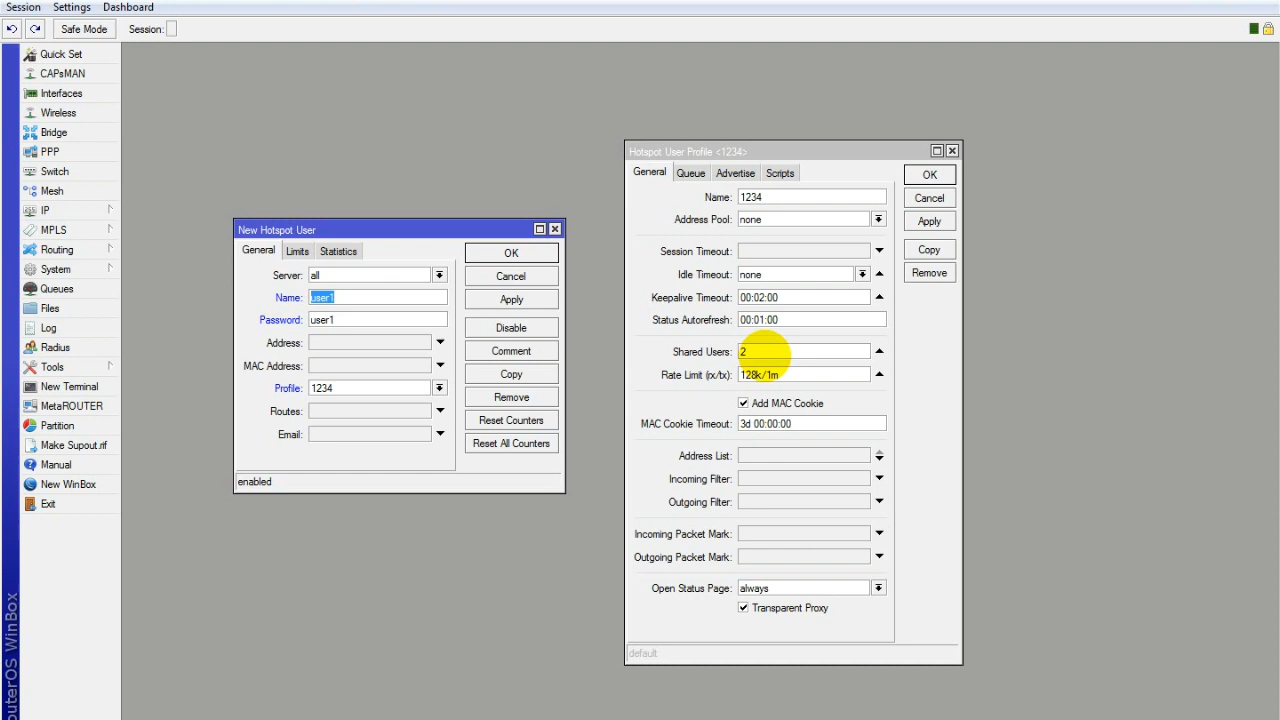 Session Settings Dashboard
Safe Mode Session:
Quick Set
CAPsMAN
Interfaces
Wireless
Bridge
PPP
Switch
Mesh
IP
MPLS
Routing
System
Queues
Files
Log
Radius
Tools
New Terminal
MetaROUTER
Partition
Make Supout.rif
Manual
New WinBox
Exit
outerOS WinBox
New Hotspot User
General Limits Statistics
Server: all
Name: user1
Password: user1
Address:
MAC Address:
Profile: 1234
Routes:
Email:
OK
Cancel
Apply
Disable
Comment
Copy
Remove
Reset Counters
Reset All Counters
enabled
Hotspot User Profile <1234>
General Queue Advertise Scripts
Name: 1234
Address Pool: none
Session Timeout:
Idle Timeout: none
Keepalive Timeout: 00:02:00
Status Autorefresh: 00:01:00
Shared Users: 2
Rate Limit (rx/tx): 128k/1m
Add MAC Cookie
MAC Cookie Timeout: 3d 00:00:00
Address List:
Incoming Filter:
Outgoing Filter:
Incoming Packet Mark:
Outgoing Packet Mark:
Open Status Page: always
Transparent Proxy
OK
Cancel
Apply
Copy
Remove
default